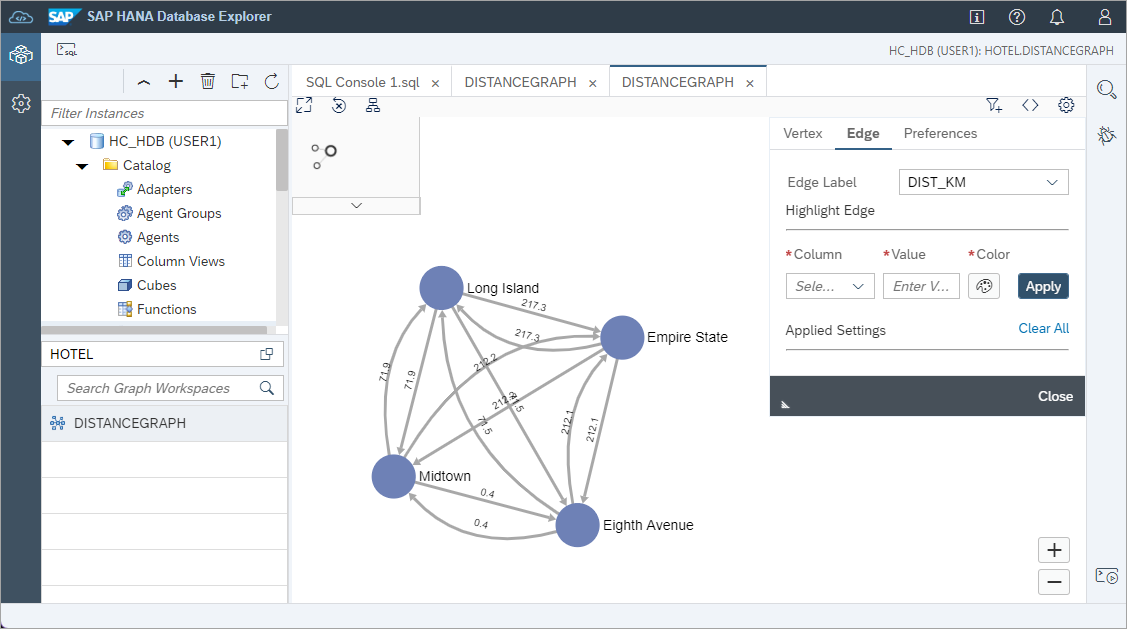 SAP SAP HANA Database Explorer
SQL
HC_HDB (USER1): HOTEL.DISTANCEGRAPH
SQL Console 1.sql ×
DISTANCEGRAPH ×
DISTANCEGRAPH ×
Filter Instances
HC_HDB (USER1)
Catalog
Adapters
Agent Groups
Agents
Column Views
Cubes
Functions
HOTEL
Search Graph Workspaces
DISTANCEGRAPH
Long Island
217.3
217.3
Empire State
71.9
71.9
212.2
71.5
71.5
212.1
212.1
Midtown
0.4
0.4
Eighth Avenue
Vertex Edge Preferences
Edge Label DIST_KM
Highlight Edge
*Column *Value *Color
Sele... Enter V... Apply
Applied Settings Clear All
Close